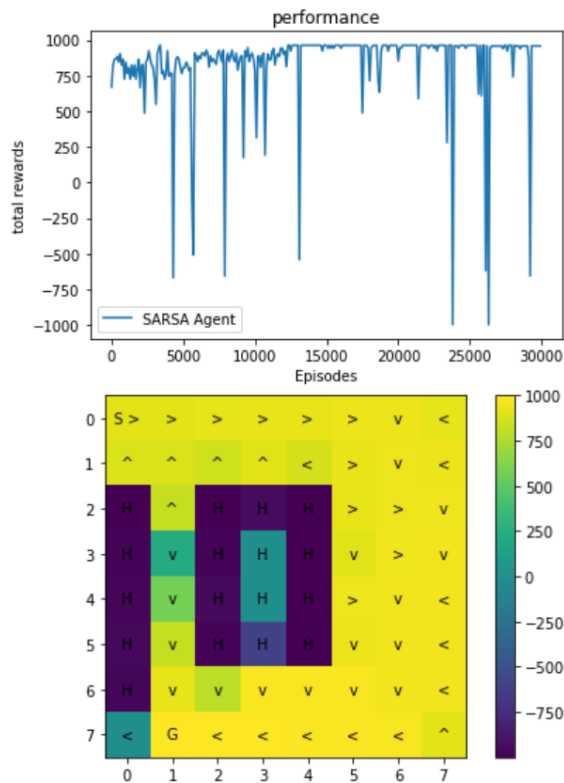 performance
1000
750
500
250
0
−250
−500
−750
−1000
total rewards
SARSA Agent
0 5000 10000 15000 20000 25000 30000
Episodes
0 S > > > > > > v < 1000
1 ^ ^ ^ ^ < > v < 750
2 H ^ H H H > > v 500
3 H v H H H v > v 250
4 H v H H H > v < 0
5 H v H H H v v < −250
6 H v v v v v v < −500
7 < G < < < < < ^ −750
0 1 2 3 4 5 6 7